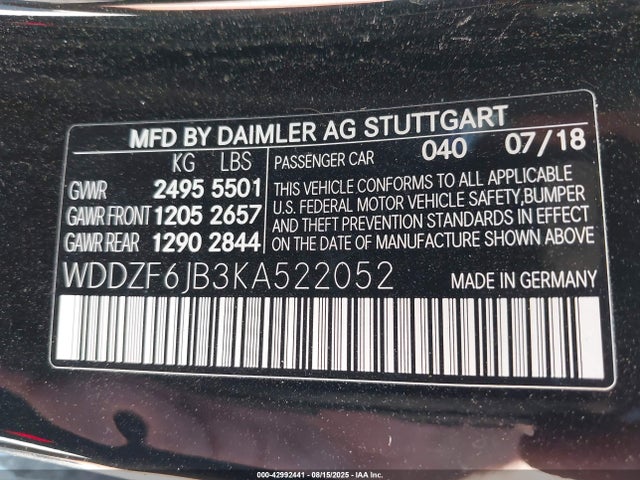 MFD BY DAIMLER AG STUTTGART
KG LBS PASSENGER CAR 040 07/18
GVWR 2495 5501
GAWR FRONT 1205 2657
GAWR REAR 1290 2844
THIS VEHICLE CONFORMS TO ALL APPLICABLE
U.S. FEDERAL MOTOR VEHICLE SAFETY,BUMPER
AND THEFT PREVENTION STANDARDS IN EFFECT
ON THE DATE OF MANUFACTURE SHOWN ABOVE
WDDZF6JB3KA522052 MADE IN GERMANY
000-42992441 - 08/15/2025 - IAA Inc.